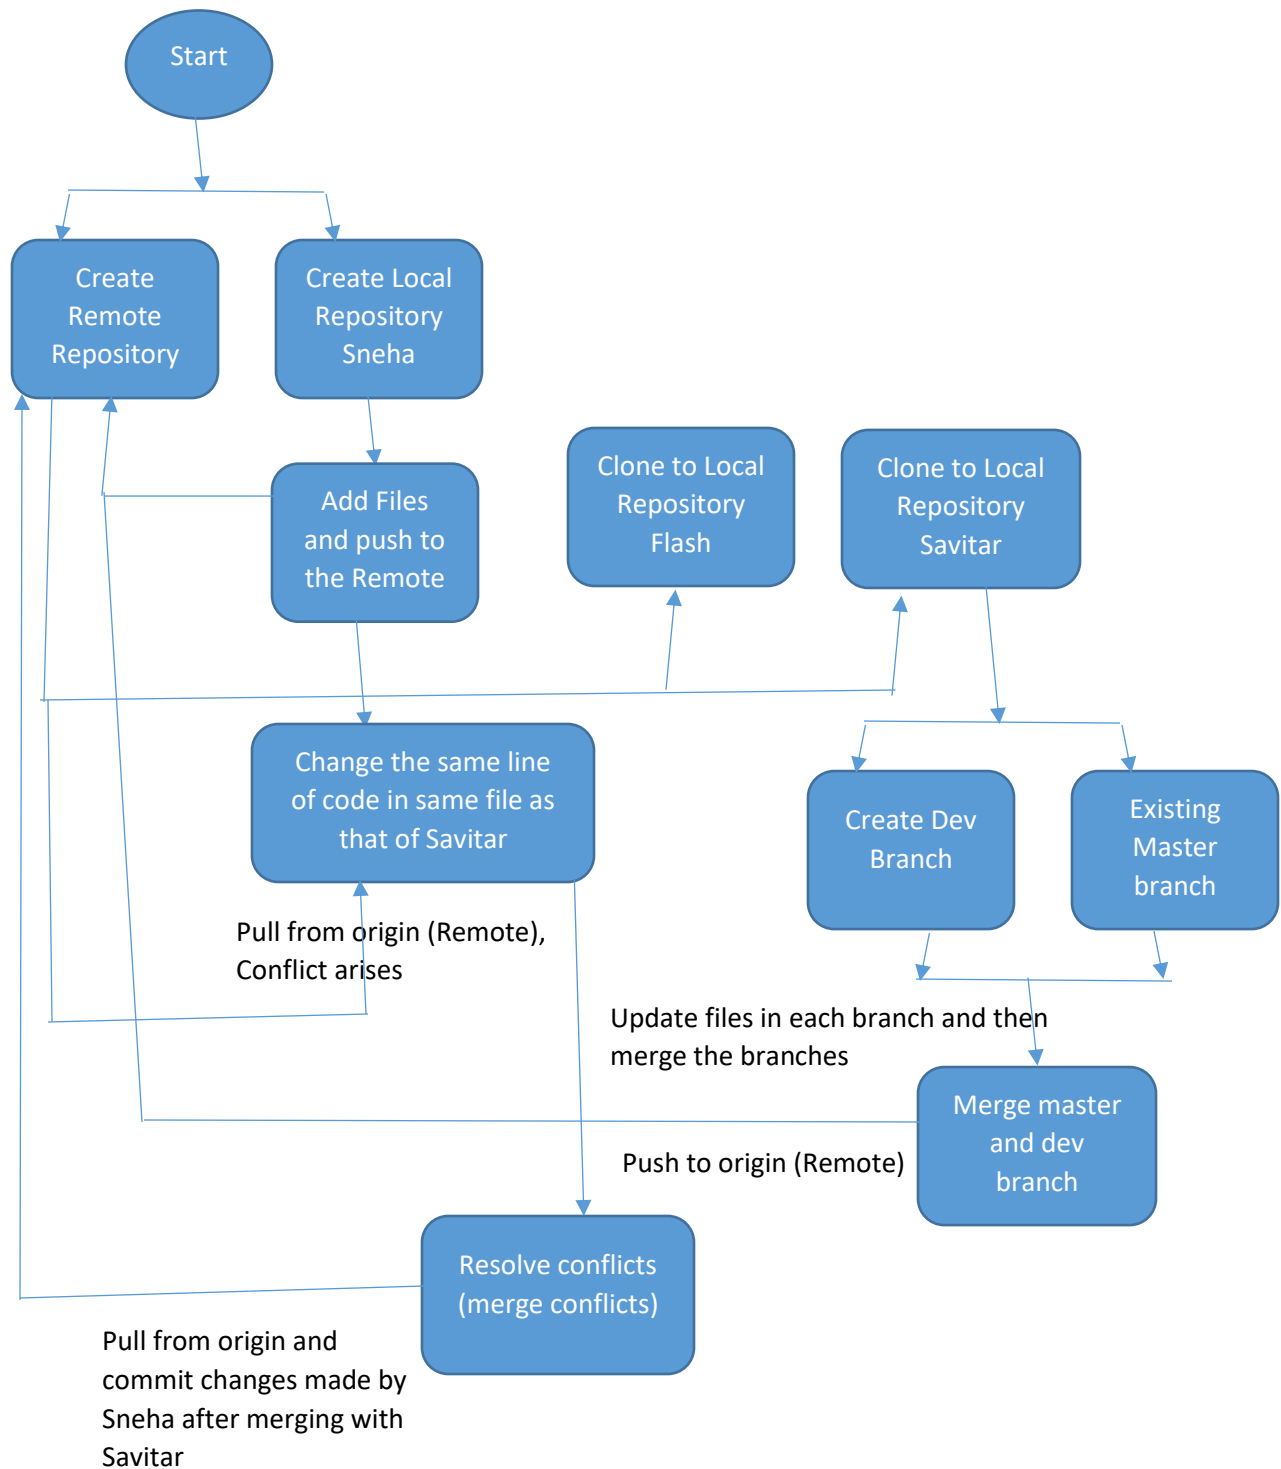 Start
Create
Remote
Repository
Create Local
Repository
Sneha
Clone to Local
Repository
Flash
Clone to Local
Repository
Savitar
Add Files
and push to
the Remote
Change the same line
of code in same file as
that of Savitar
Create Dev
Branch
Existing
Master
branch
Pull from origin (Remote),
Conflict arises
Update files in each branch and then
merge the branches
Merge master
and dev
branch
Push to origin (Remote)
Resolve conflicts
(merge conflicts)
Pull from origin and
commit changes made by
Sneha after merging with
Savitar